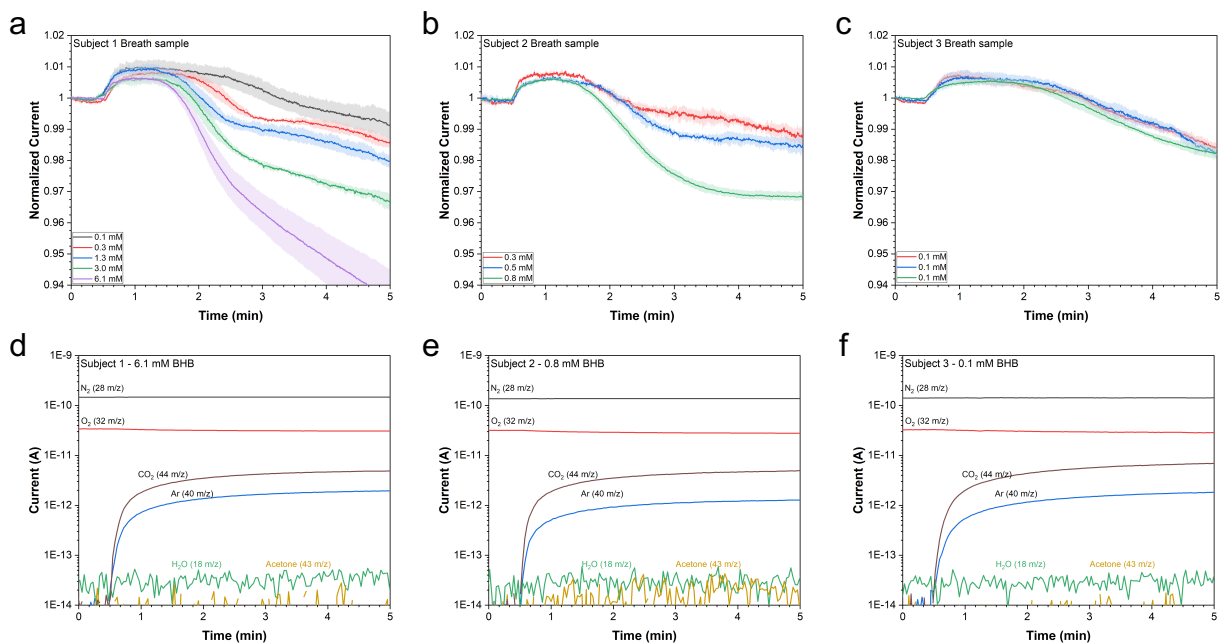 a
Subject 1 Breath sample
1.02
1.01
1
0.99
0.98
0.97
0.96
0.95
0.94
Normalized Current
0.1 mM
0.3 mM
1.3 mM
3.0 mM
6.1 mM
0 1 2 3 4 5
Time (min)
b
Subject 2 Breath sample
1.02
1.01
1
0.99
0.98
0.97
0.96
0.95
0.94
Normalized Current
0.3 mM
0.5 mM
0.8 mM
0 1 2 3 4 5
Time (min)
c
Subject 3 Breath sample
1.02
1.01
1
0.99
0.98
0.97
0.96
0.95
0.94
Normalized Current
0.1 mM
0.1 mM
0.1 mM
0 1 2 3 4 5
Time (min)
d
Subject 1 - 6.1 mM BHB
1E-9
1E-10
1E-11
1E-12
1E-13
1E-14
Current (A)
N₂ (28 m/z)
O₂ (32 m/z)
CO₂ (44 m/z)
Ar (40 m/z)
H₂O (18 m/z)
Acetone (43 m/z)
0 1 2 3 4 5
Time (min)
e
Subject 2 - 0.8 mM BHB
1E-9
1E-10
1E-11
1E-12
1E-13
1E-14
Current (A)
N₂ (28 m/z)
O₂ (32 m/z)
CO₂ (44 m/z)
Ar (40 m/z)
H₂O (18 m/z)
Acetone (43 m/z)
0 1 2 3 4 5
Time (min)
f
Subject 3 - 0.1 mM BHB
1E-9
1E-10
1E-11
1E-12
1E-13
1E-14
Current (A)
N₂ (28 m/z)
O₂ (32 m/z)
CO₂ (44 m/z)
Ar (40 m/z)
H₂O (18 m/z)
Acetone (43 m/z)
0 1 2 3 4 5
Time (min)